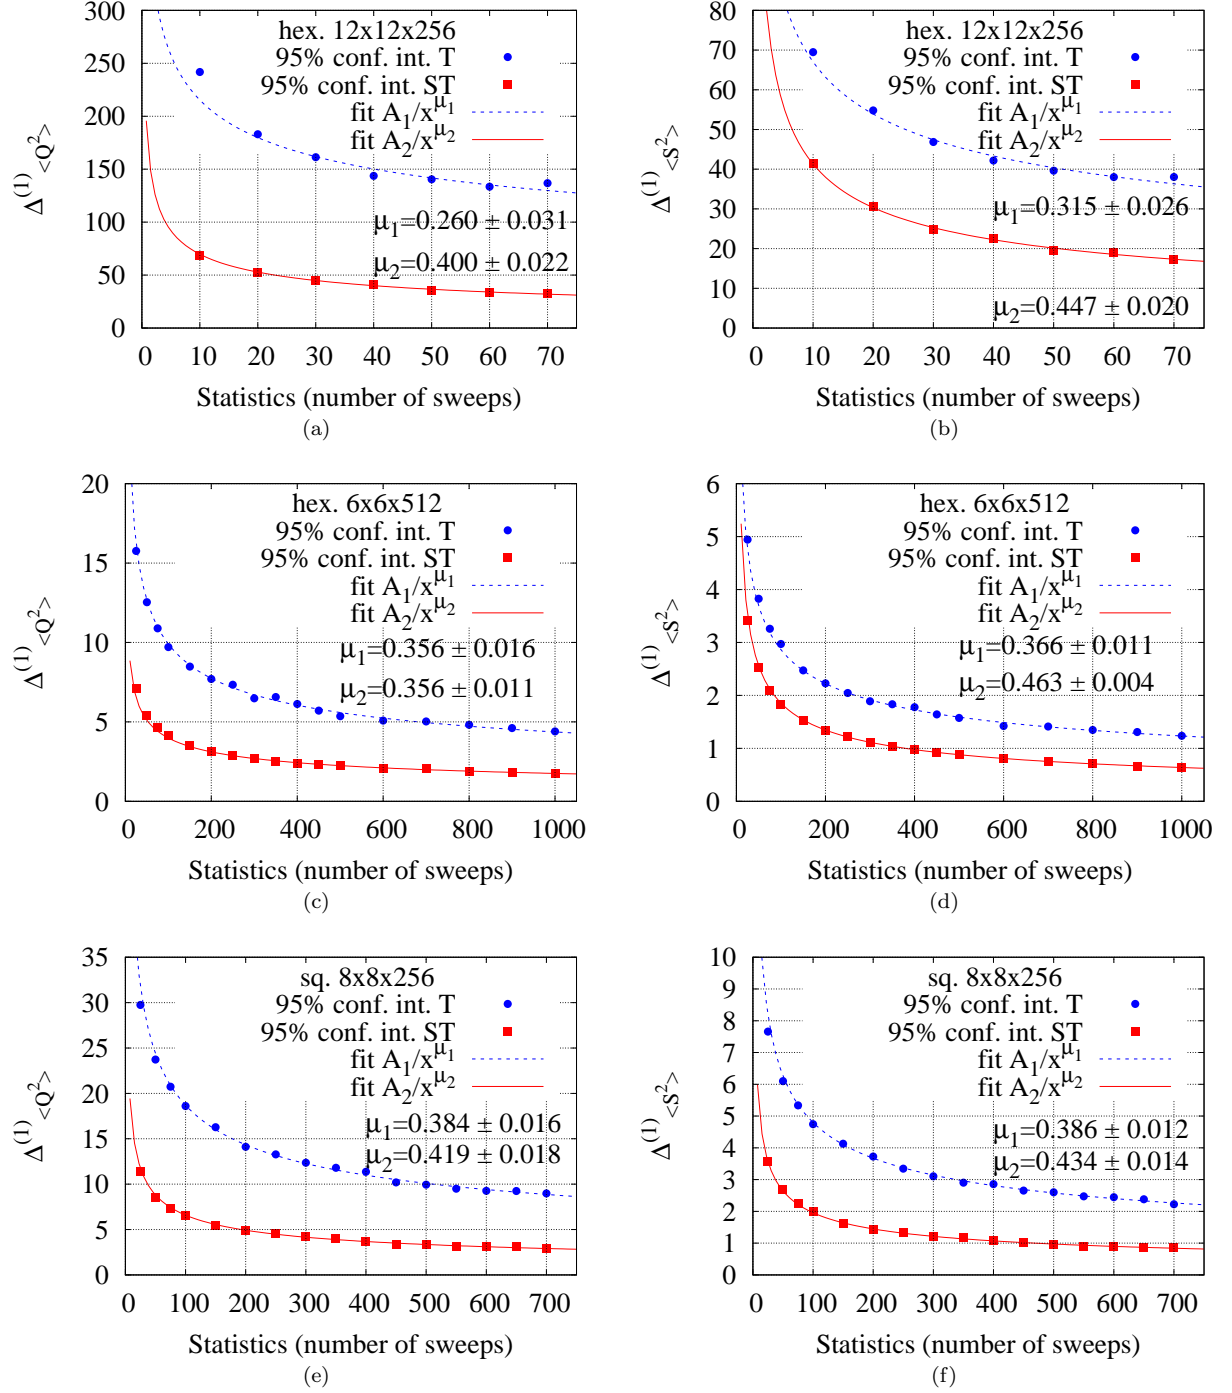 hex. 12x12x256
95% conf. int. T
95% conf. int. ST
fit A1/x^μ1
fit A2/x^μ2
μ1=0.260 ± 0.031
μ2=0.400 ± 0.022
Δ(1)<Q2>
300
250
200
150
100
50
0
0 10 20 30 40 50 60 70
Statistics (number of sweeps)
(a)
hex. 12x12x256
95% conf. int. T
95% conf. int. ST
fit A1/x^μ1
fit A2/x^μ2
μ1=0.315 ± 0.026
μ2=0.447 ± 0.020
Δ(1)<S2>
80
70
60
50
40
30
20
10
0
0 10 20 30 40 50 60 70
Statistics (number of sweeps)
(b)
hex. 6x6x512
95% conf. int. T
95% conf. int. ST
fit A1/x^μ1
fit A2/x^μ2
μ1=0.356 ± 0.016
μ2=0.356 ± 0.011
Δ(1)<Q2>
20
15
10
5
0
0 200 400 600 800 1000
Statistics (number of sweeps)
(c)
hex. 6x6x512
95% conf. int. T
95% conf. int. ST
fit A1/x^μ1
fit A2/x^μ2
μ1=0.366 ± 0.011
μ2=0.463 ± 0.004
Δ(1)<S2>
6
5
4
3
2
1
0
0 200 400 600 800 1000
Statistics (number of sweeps)
(d)
sq. 8x8x256
95% conf. int. T
95% conf. int. ST
fit A1/x^μ1
fit A2/x^μ2
μ1=0.384 ± 0.016
μ2=0.419 ± 0.018
Δ(1)<Q2>
35
30
25
20
15
10
5
0
0 100 200 300 400 500 600 700
Statistics (number of sweeps)
(e)
sq. 8x8x256
95% conf. int. T
95% conf. int. ST
fit A1/x^μ1
fit A2/x^μ2
μ1=0.386 ± 0.012
μ2=0.434 ± 0.014
Δ(1)<S2>
10
9
8
7
6
5
4
3
2
1
0
0 100 200 300 400 500 600 700
Statistics (number of sweeps)
(f)